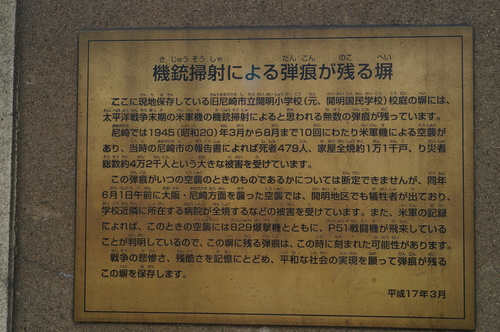 機銃掃射による弾痕が残る塀
ここに現地保存している旧尼崎市立開明小学校(元、開明国民学校)校庭の塀には、
太平洋戦争末期の米軍機の機銃掃射によると思われる無数の弾痕が残っています。
尼崎では1945(昭和20)年3月から8月まで10回にわたり米軍機による空襲が
あり、当時の尼崎市の報告書によれば死者479人、家屋全焼約1万1千戸、り災者
総数約4万2千人という大きな被害を受けています。
この弾痕がいつの空襲のときのものであるかについては断定できませんが、同年
6月1日午前に大阪・尼崎方面を襲った空襲では、開明地区でも犠牲者が出ており、
学校近隣に所在する病院が全焼するなどの被害を受けています。また、米軍の記録
によれば、このときの空襲にはB29爆撃機とともに、P51戦闘機が飛来している
ことが判明しているので、この塀に残る弾痕は、この時に刻まれた可能性があります。
戦争の悲惨さ、残酷さを記憶にとどめ、平和な社会の実現を願って弾痕が残る
この塀を保存します。
平成17年3月